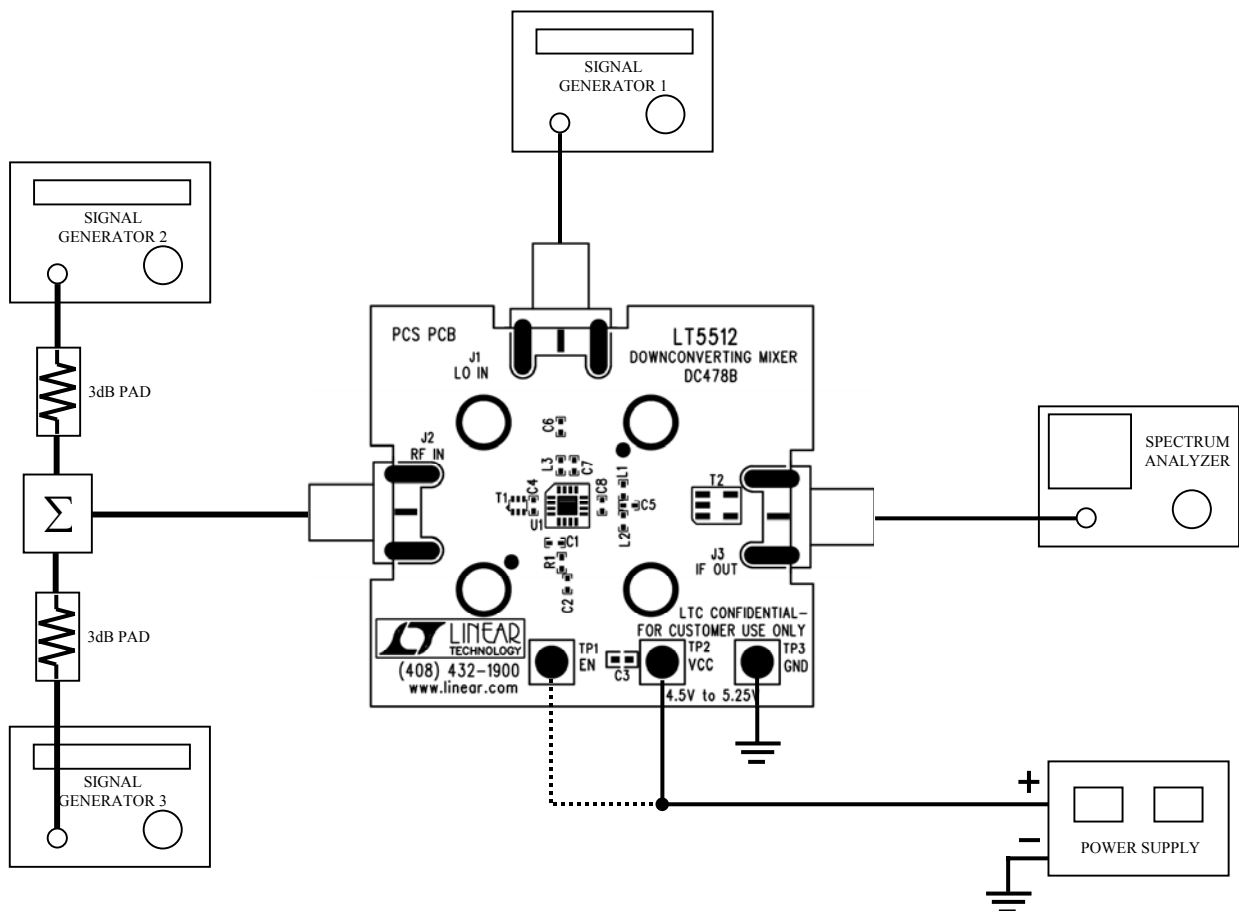 SIGNAL
GENERATOR 1
SIGNAL
GENERATOR 2
3dB PAD
Σ
3dB PAD
SIGNAL
GENERATOR 3
PCS PCB
J1
LO IN
LT5512
DOWNCONVERTING MIXER
DC478B
J2
RF IN
C6
L3
C7
L1
T1
C4
U1
C8
C5
L2
T2
R1
C1
C2
J3
IF OUT
LTC CONFIDENTIAL-
FOR CUSTOMER USE ONLY
LINEAR
TECHNOLOGY
(408) 432-1900
www.linear.com
TP1
EN
C3
TP2
VCC
TP3
GND
4.5V to 5.25V
SPECTRUM
ANALYZER
+
−
POWER SUPPLY